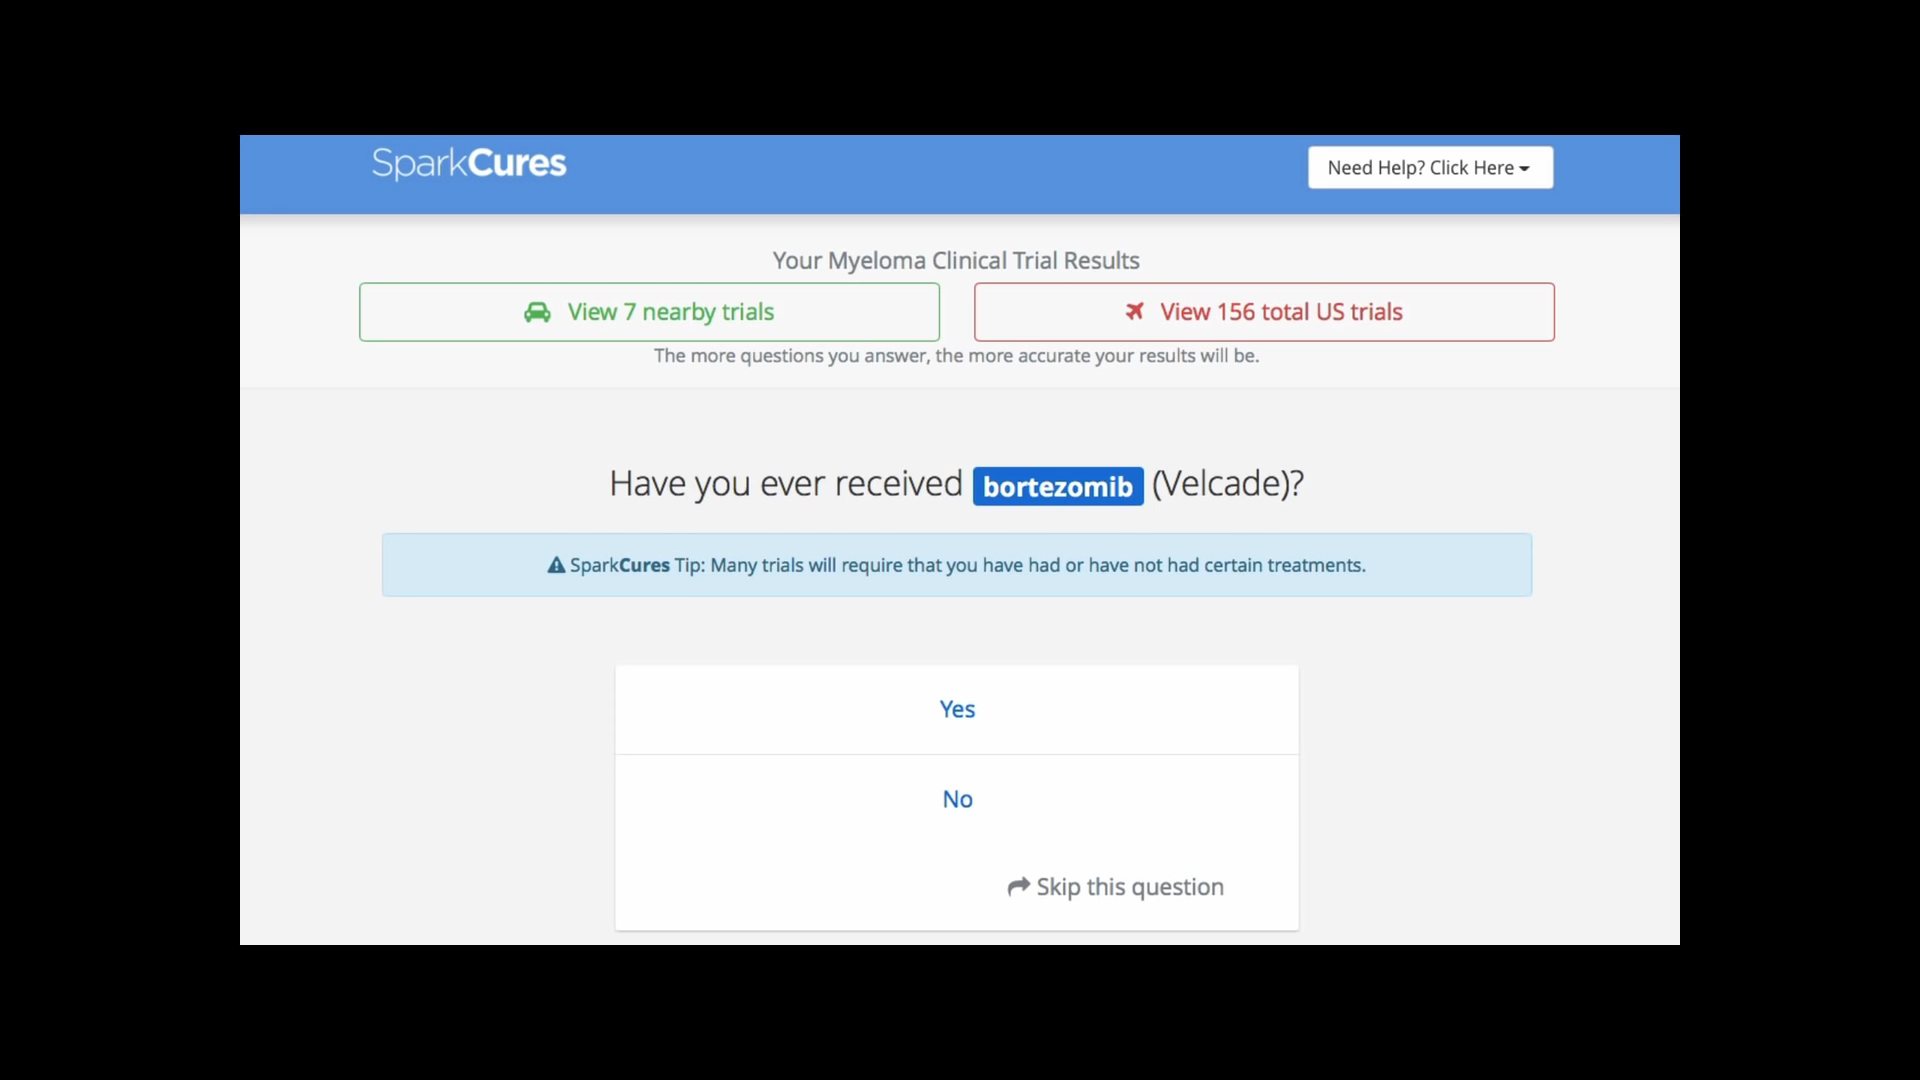 SparkCures
Need Help? Click Here
Your Myeloma Clinical Trial Results
View 7 nearby trials
View 156 total US trials
The more questions you answer, the more accurate your results will be.
Have you ever received bortezomib (Velcade)?
SparkCures Tip: Many trials will require that you have had or have not had certain treatments.
Yes
No
Skip this question